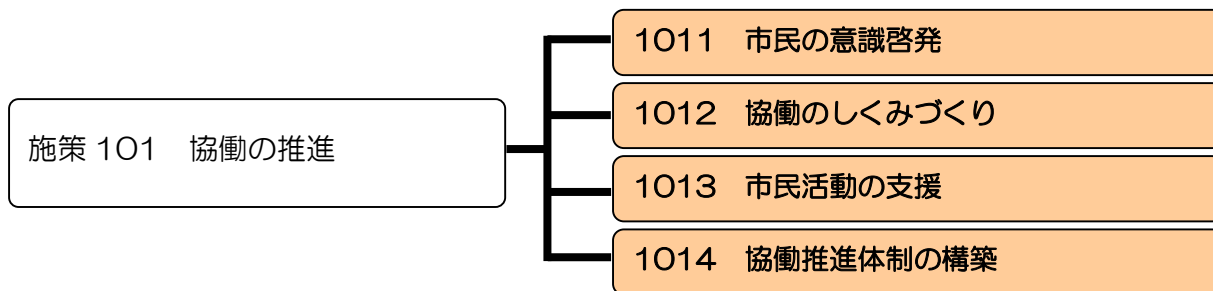 施策 101　協働の推進
1011　市民の意識啓発
1012　協働のしくみづくり
1013　市民活動の支援
1014　協働推進体制の構築